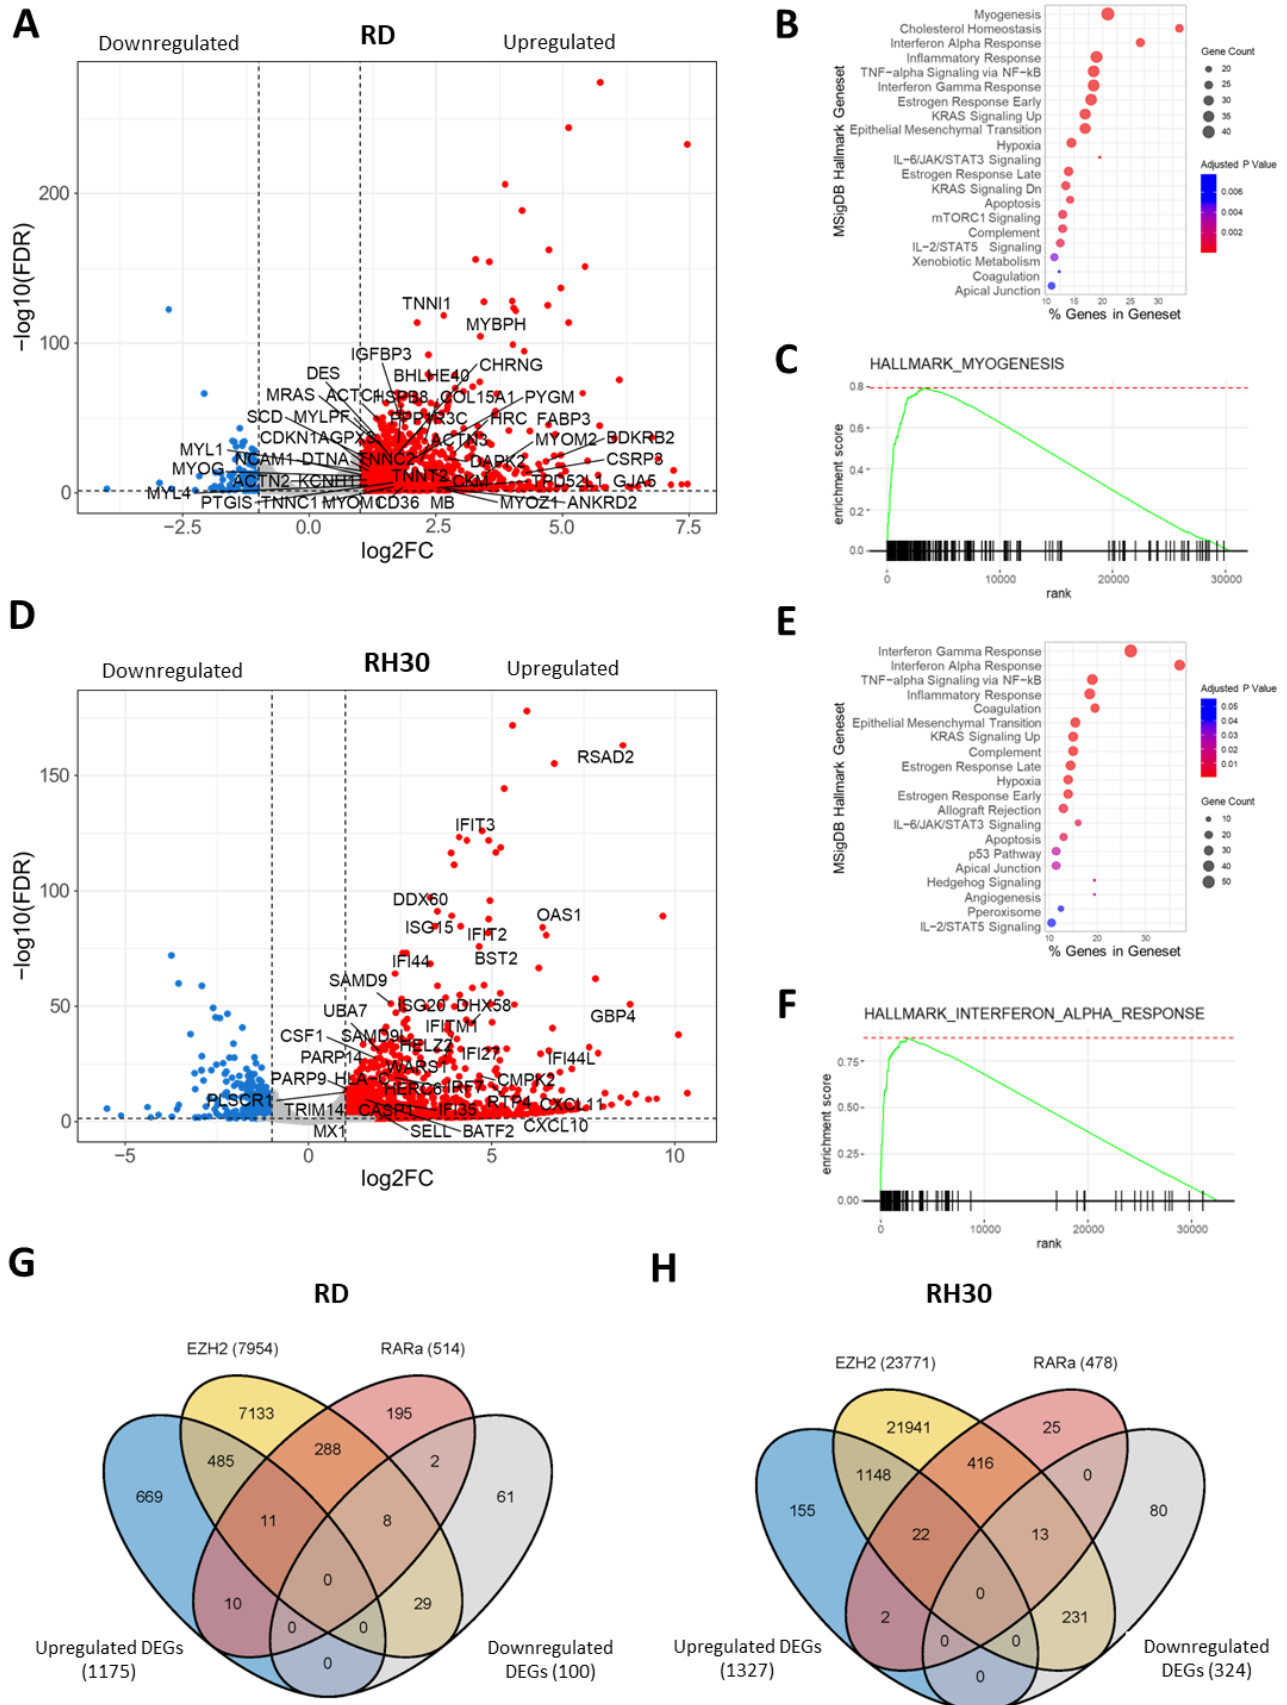 A
RD
Downregulated
Upregulated
−log10(FDR)
200
100
0
TNNI1
MYBPH
IGFBP3
CHRNG
DES
BHLHE40
MRAS
ACTC1
HSPB8
COL15A1
PYGM
SCD
MYLPF
PPP1R3C
HRC
FABP3
CDKN1A
GPX3
ACTN3
MYOM2
BDKRB2
MYL1
NCAM1
DTNA
TNNC2
DAPK2
CSRP3
MYOG
ACTN2
KCNH1
TNNT2
CKM
TPD52L1
GJA5
MYL4
PTGIS
TNNC1
MYOM1
CD36
MB
MYOZ1
ANKRD2
−2.5
0.0
2.5
5.0
7.5
log2FC
B
MSigDB Hallmark Geneset
Myogenesis
Cholesterol Homeostasis
Interferon Alpha Response
Inflammatory Response
TNF−alpha Signaling via NF−kB
Interferon Gamma Response
Estrogen Response Early
KRAS Signaling Up
Epithelial Mesenchymal Transition
Hypoxia
IL−6/JAK/STAT3 Signaling
Estrogen Response Late
KRAS Signaling Dn
Apoptosis
mTORC1 Signaling
Complement
IL−2/STAT5 Signaling
Xenobiotic Metabolism
Coagulation
Apical Junction
10 15 20 30
% Genes in Geneset
Gene Count
20
25
30
35
40
Adjusted P Value
0.006
0.004
0.002
C
HALLMARK_MYOGENESIS
enrichment score
0.8
0.6
0.4
0.2
0.0
0 10000 20000 30000
rank
D
RH30
Downregulated
Upregulated
−log10(FDR)
150
100
50
0
RSAD2
IFIT3
DDX60
OAS1
ISG15
IFIT2
BST2
IFI44
SAMD9
UBA7
ISG20
DHX58
GBP4
CSF1
SAMD9L
IFITM1
HELZ2
PARP14
WARS1
IFI27
IFI44L
PARP9
HLA−C
HERC6
IRF7
CMPK2
PLSCR1
TRIM14
CASP1
IFI35
RTP4
CXCL11
MX1
SELL
BATF2
CXCL10
−5
0
5
10
log2FC
E
MSigDB Hallmark Geneset
Interferon Gamma Response
Interferon Alpha Response
TNF−alpha Signaling via NF−kB
Inflammatory Response
Coagulation
Epithelial Mesenchymal Transition
KRAS Signaling Up
Complement
Estrogen Response Late
Hypoxia
Estrogen Response Early
Allograft Rejection
IL−6/JAK/STAT3 Signaling
Apoptosis
p53 Pathway
Apical Junction
Hedgehog Signaling
Angiogenesis
Pperoxisome
IL−2/STAT5 Signaling
10 20 30
% Genes in Geneset
Adjusted P Value
0.05
0.04
0.03
0.02
0.01
Gene Count
10
20
30
40
50
F
HALLMARK_INTERFERON_ALPHA_RESPONSE
enrichment score
0.75
0.50
0.25
0.00
0 10000 20000 30000
rank
G
RD
EZH2 (7954)
RARa (514)
7133
195
485
288
2
669
61
11
8
0
10
29
0
0
0
Upregulated DEGs
(1175)
Downregulated
DEGs (100)
H
RH30
EZH2 (23771)
RARa (478)
21941
25
1148
416
0
155
80
22
13
0
2
231
0
0
0
Upregulated DEGs
(1327)
Downregulated
DEGs (324)